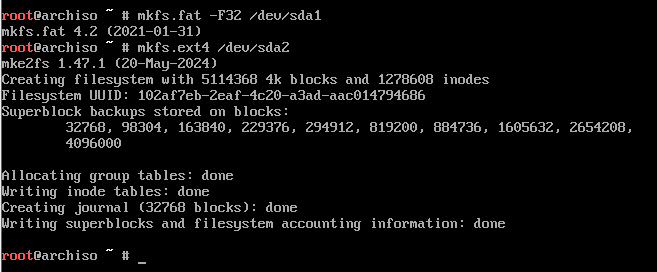 root@archiso ~ # mkfs.fat -F32 /dev/sda1
mkfs.fat 4.2 (2021-01-31)
root@archiso ~ # mkfs.ext4 /dev/sda2
mke2fs 1.47.1 (20-May-2024)
Creating filesystem with 5114368 4k blocks and 1278608 inodes
Filesystem UUID: 102af7eb-2eaf-4c20-a3ad-aac014794686
Superblock backups stored on blocks:
32768, 98304, 163840, 229376, 294912, 819200, 884736, 1605632, 2654208,
4096000
Allocating group tables: done
Writing inode tables: done
Creating journal (32768 blocks): done
Writing superblocks and filesystem accounting information: done
root@archiso ~ # _